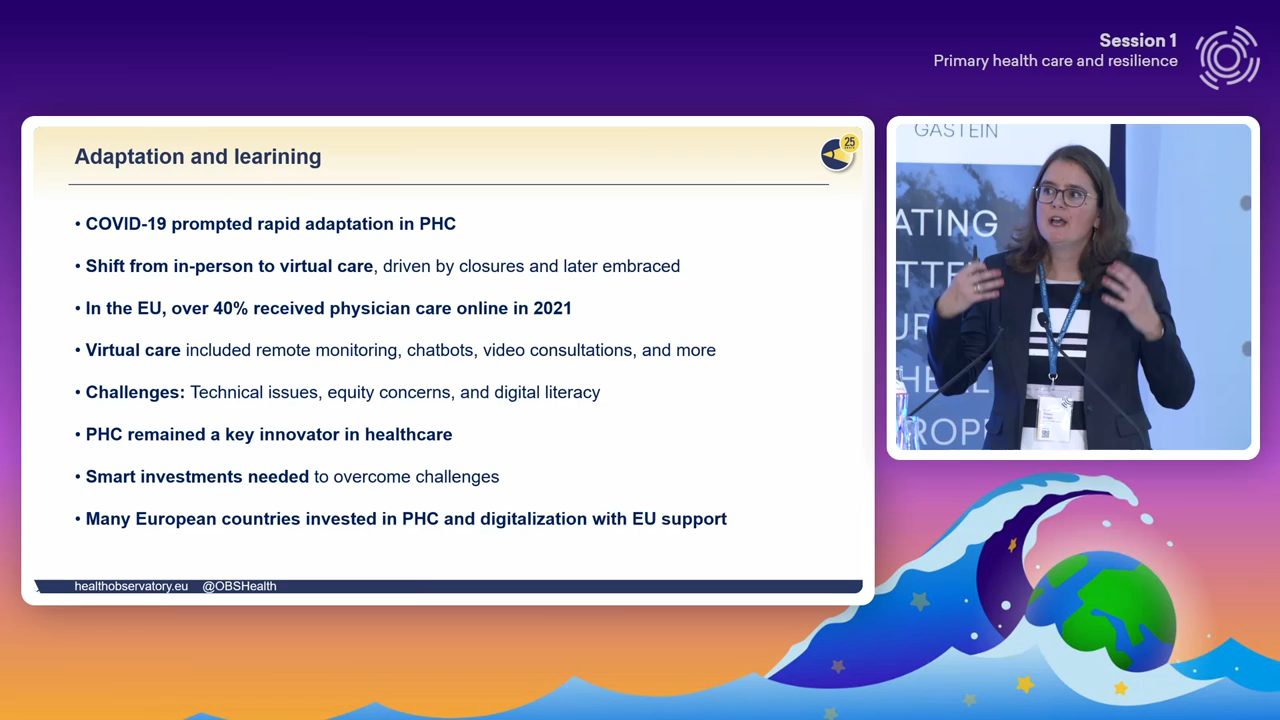 Session 1
Primary health care and resilience
Adaptation and learining
25
• COVID-19 prompted rapid adaptation in PHC
• Shift from in-person to virtual care, driven by closures and later embraced
• In the EU, over 40% received physician care online in 2021
• Virtual care included remote monitoring, chatbots, video consultations, and more
• Challenges: Technical issues, equity concerns, and digital literacy
• PHC remained a key innovator in healthcare
• Smart investments needed to overcome challenges
• Many European countries invested in PHC and digitalization with EU support
healthobservatory.eu @OBSHealth
GASTEIN
ATING
TTE
UR
HEALT
ROPE